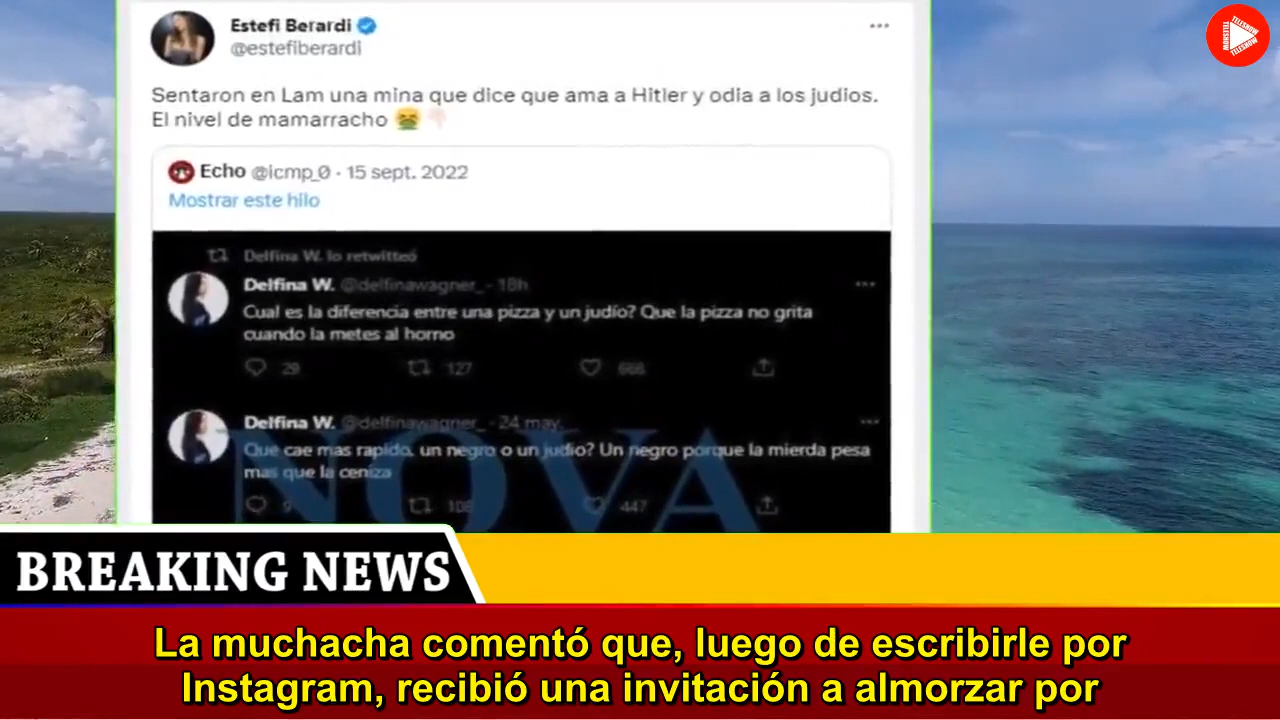 Estefi Berardi
@estefiberardi
Sentaron en Lam una mina que dice que ama a Hitler y odia a los judios.
El nivel de mamarracho
Echo @icmp_0 · 15 sept. 2022
Mostrar este hilo
Delfina W. lo retwitteó
Delfina W. @delfinawagner_ · 18h
Cual es la diferencia entre una pizza y un judío? Que la pizza no grita
cuando la metes al horno
29 127 666
Delfina W. @delfinawagner_ · 24 may.
Que cae mas rapido, un negro o un judio? Un negro porque la mierda pesa
mas que la ceniza
9 108 447
NOVA
TELESHOW
TELESHOW
TELESHOW
BREAKING NEWS
La muchacha comentó que, luego de escribirle por
Instagram, recibió una invitación a almorzar por